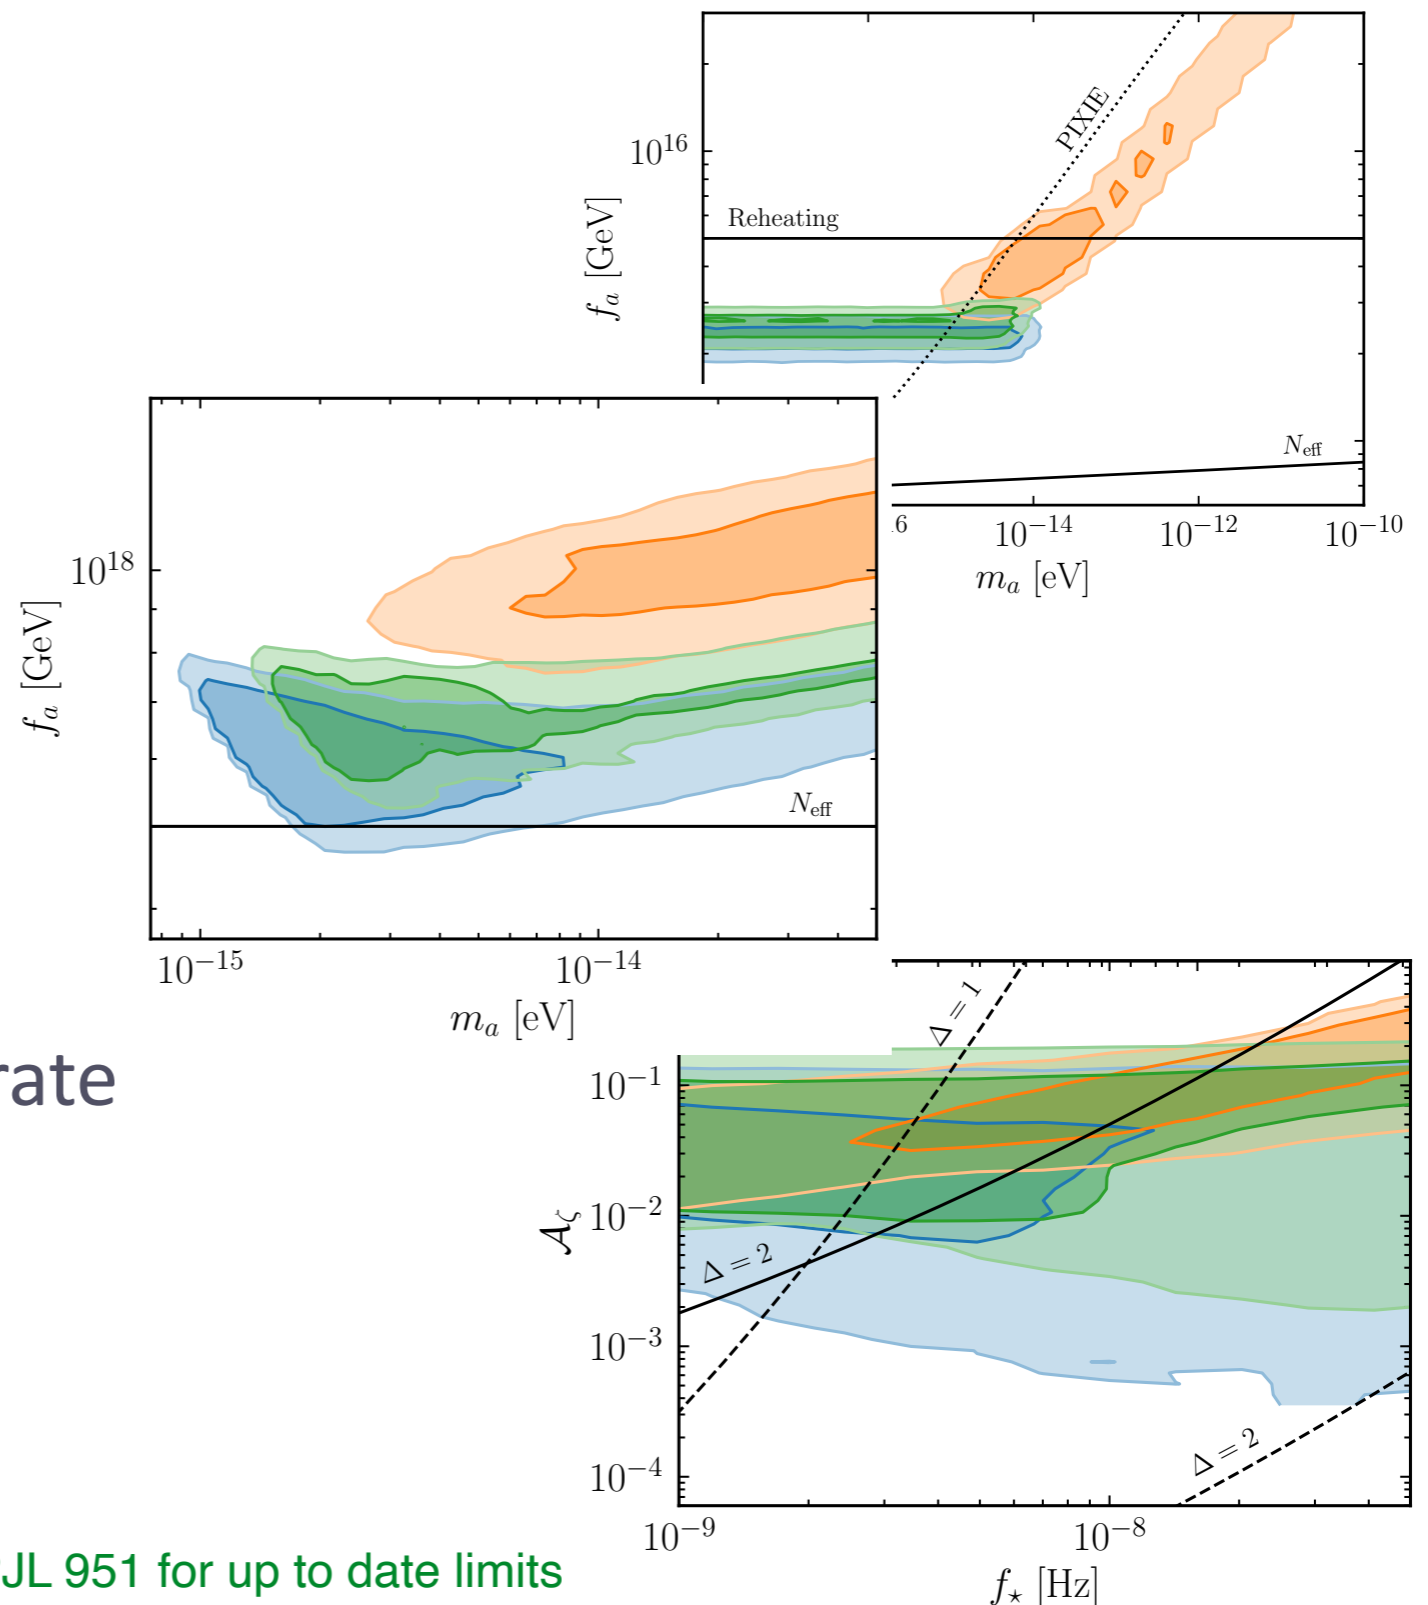 PIXIE
10^16
Reheating
f_a [GeV]
N_eff
.6
10^−14
10^−12
10^−10
m_a [eV]
10^18
f_a [GeV]
N_eff
10^−15
10^−14
m_a [eV]
Δ = 1
rate
10^−1
10^−2
𝒜_ζ
Δ = 2
10^−3
Δ = 2
10^−4
10^−9
10^−8
JL 951 for up to date limits
f_⋆ [Hz]